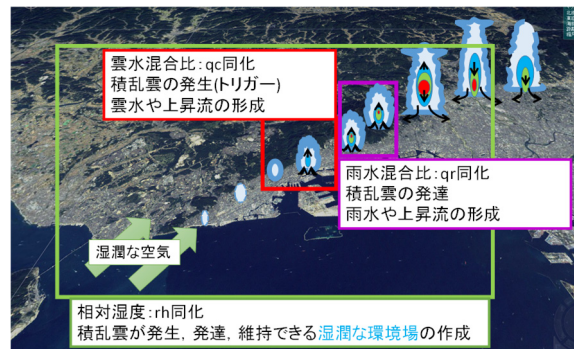 雲水混合比:qc同化
積乱雲の発生(トリガー)
雲水や上昇流の形成
雨水混合比:qr同化
積乱雲の発達
雨水や上昇流の形成
湿潤な空気
相対湿度:rh同化
積乱雲が発生, 発達, 維持できる湿潤な環境場の作成